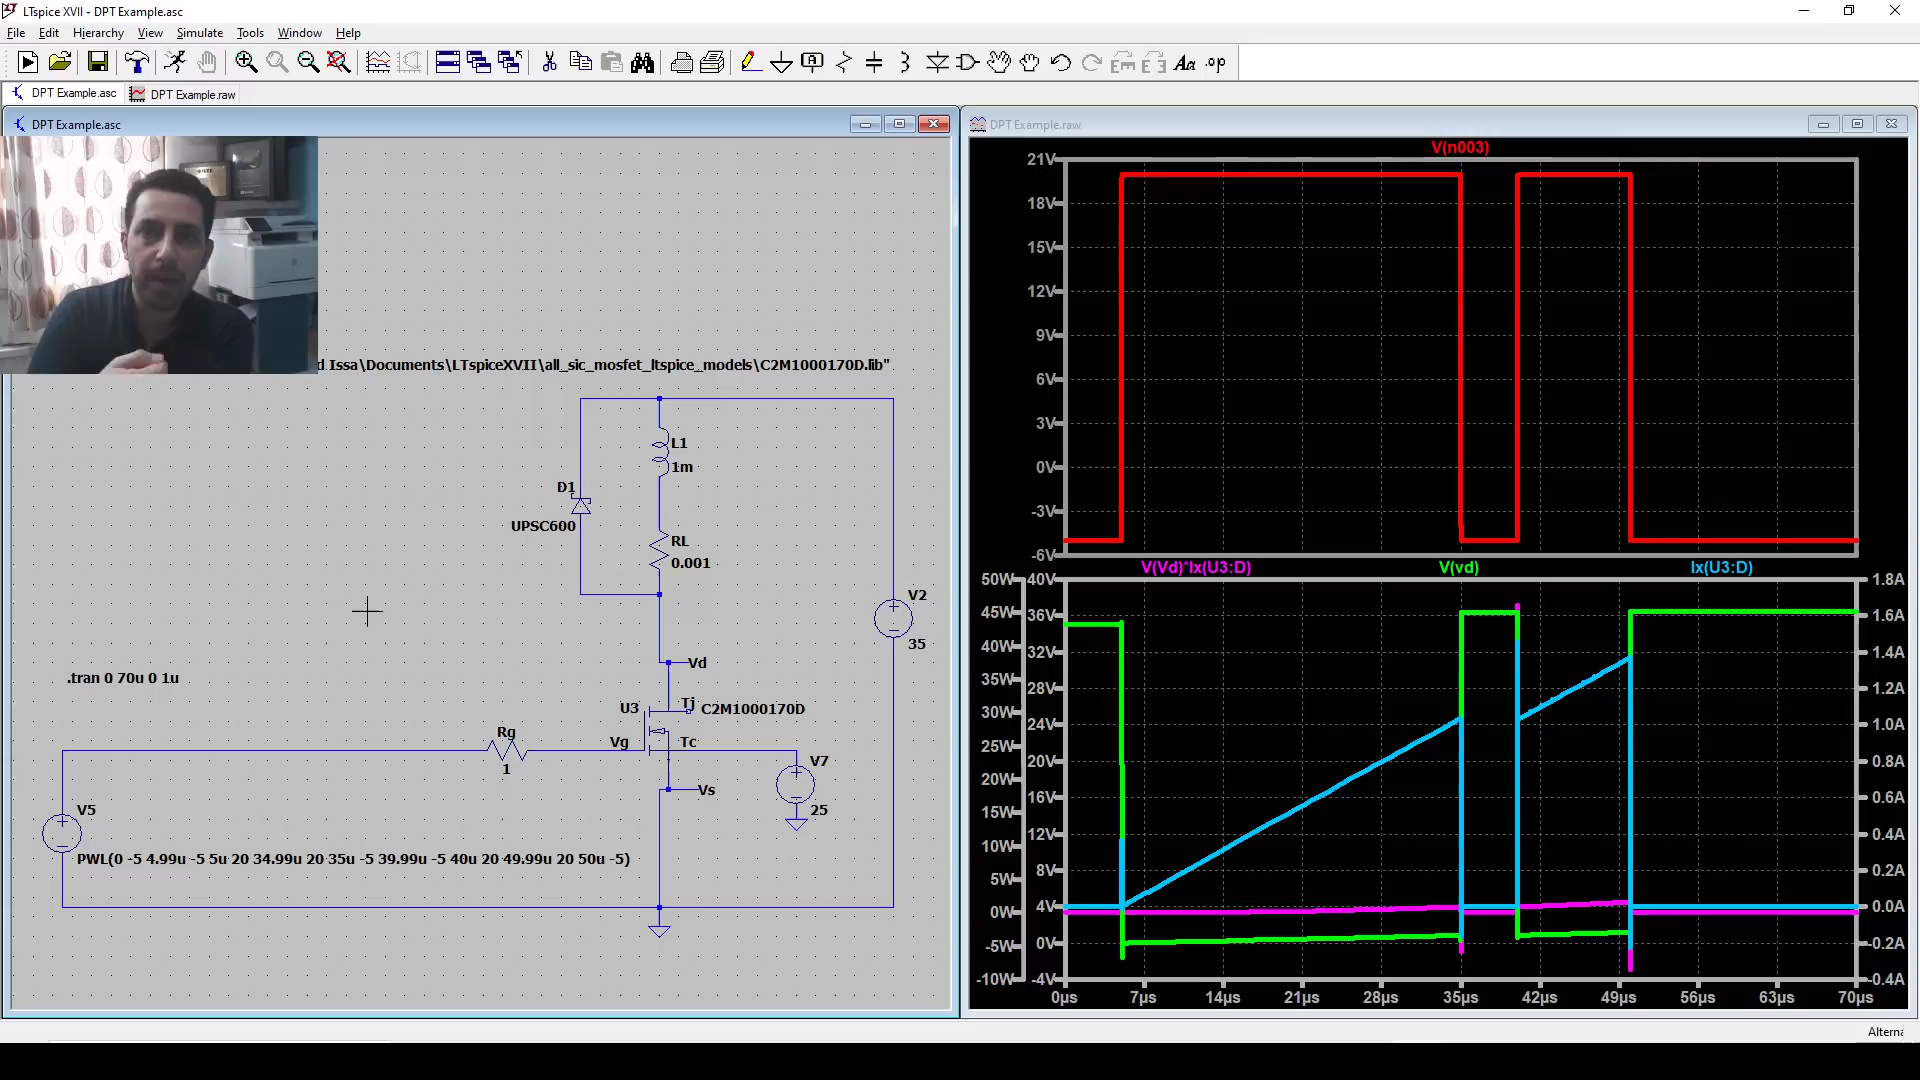 LTspice XVII - DPT Example.asc
File Edit Hierarchy View Simulate Tools Window Help
DPT Example.asc DPT Example.raw
DPT Example.asc
d Issa\Documents\LTspiceXVII\all_sic_mosfet_ltspice_models\C2M1000170D.lib"
L1
1m
D1
UPSC600
RL
0.001
V2
35
Vd
.tran 0 70u 0 1u
U3
Tj
C2M1000170D
Rg
1
Vg
Tc
V7
25
Vs
V5
PWL(0 -5 4.99u -5 5u 20 34.99u 20 35u -5 39.99u -5 40u 20 49.99u 20 50u -5)
DPT Example.raw
V(n003)
21V
18V
15V
12V
9V
6V
3V
0V
-3V
-6V
V(Vd)*Ix(U3:D) V(vd) Ix(U3:D)
50W 40V 1.8A
45W 36V 1.6A
40W 32V 1.4A
35W 28V 1.2A
30W 24V 1.0A
25W 20V 0.8A
20W 16V 0.6A
15W 12V 0.4A
10W 8V 0.2A
5W 4V 0.0A
0W 0V -0.2A
-5W -4V -0.4A
-10W
0µs 7µs 14µs 21µs 28µs 35µs 42µs 49µs 56µs 63µs 70µs
Alterna